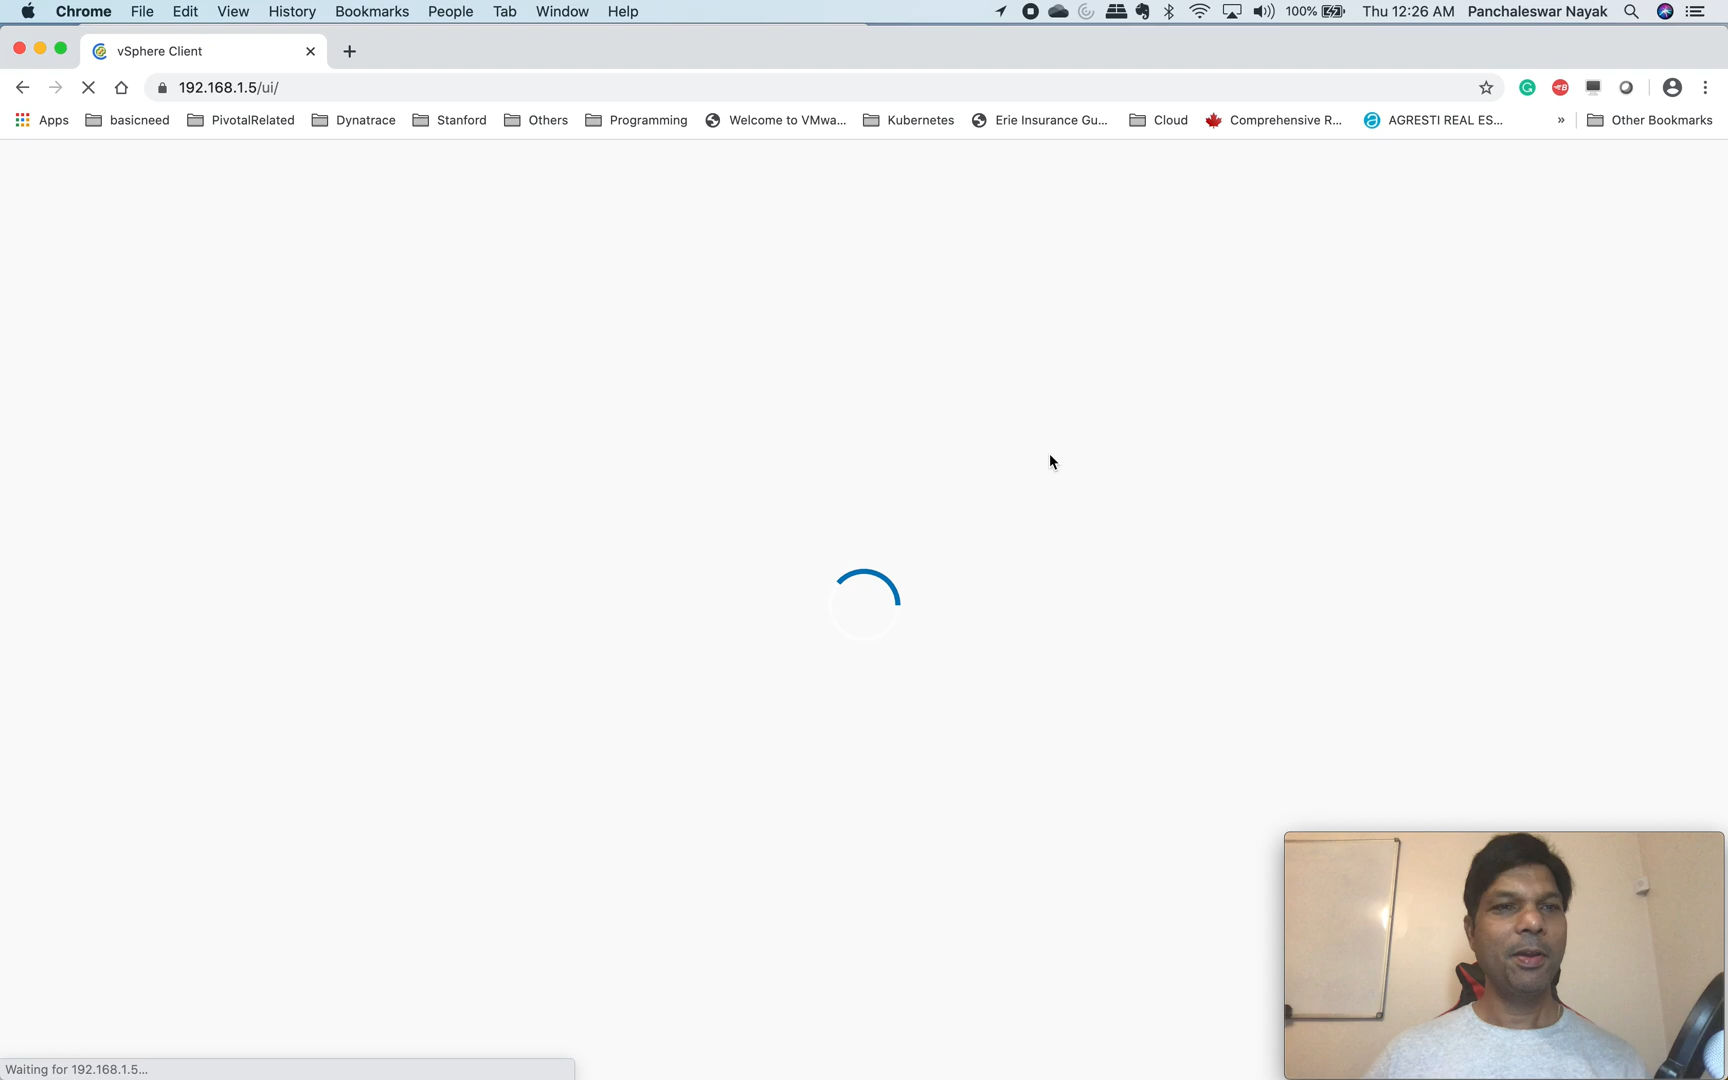 Chrome File Edit View History Bookmarks People Tab Window Help 100% Thu 12:26 AM Panchaleswar Nayak
vSphere Client
192.168.1.5/ui/
Apps basicneed PivotalRelated Dynatrace Stanford Others Programming Welcome to VMwa... Kubernetes Erie Insurance Gu... Cloud Comprehensive R... AGRESTI REAL ES... » Other Bookmarks
Waiting for 192.168.1.5...